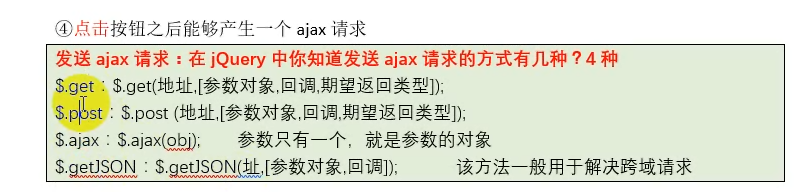 ④点击按钮之后能够产生一个 ajax 请求
发送 ajax 请求：在 jQuery 中你知道发送 ajax 请求的方式有几种？4 种
$.get：$.get(地址,[参数对象,回调,期望返回类型]);
$.post：$.post (地址,[参数对象,回调,期望返回类型]);
$.ajax：$.ajax(obj); 参数只有一个，就是参数的对象
$.getJSON：$.getJSON(址,[参数对象,回调]); 该方法一般用于解决跨域请求